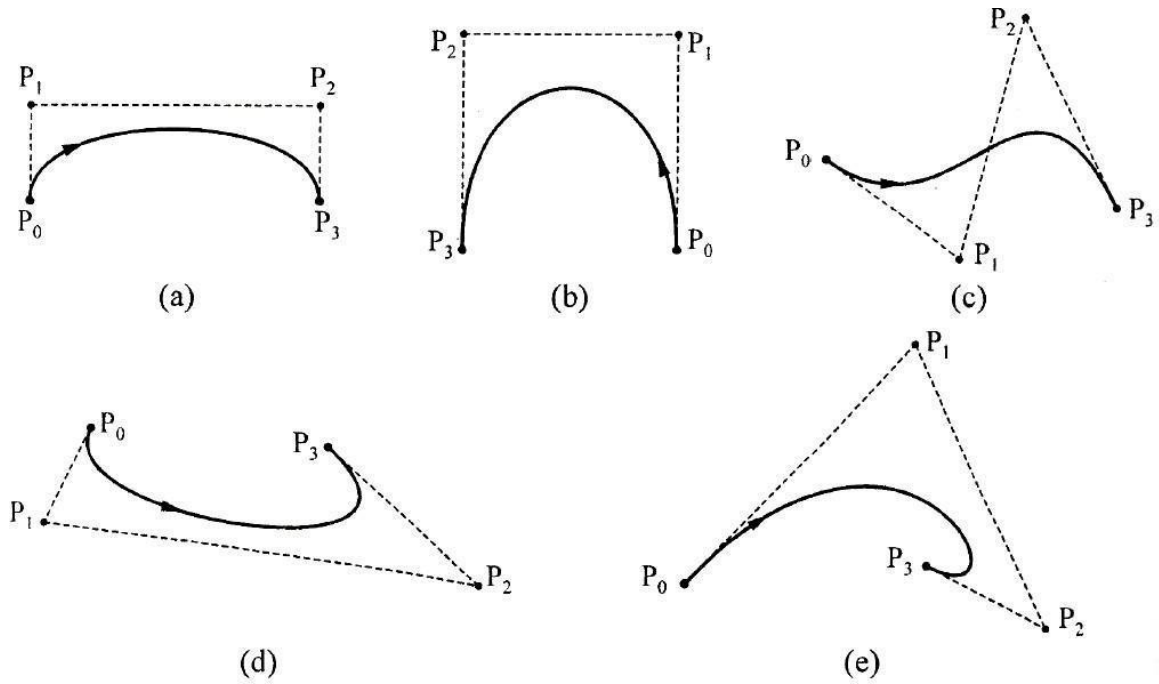 P₁ P₂
P₀ P₃
(a)
P₂ P₁
P₃ P₀
(b)
P₂
P₀
P₃
P₁
(c)
P₀
P₃
P₁
P₂
(d)
P₁
P₃
P₀
P₂
(e)